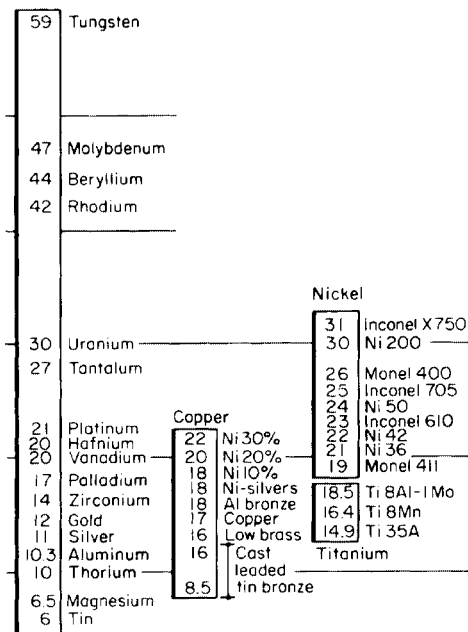 59 Tungsten
47 Molybdenum
44 Beryllium
42 Rhodium
30 Uranium
27 Tantalum
21 Platinum
20 Hafnium
20 Vanadium
17 Palladium
14 Zirconium
12 Gold
11 Silver
10.3 Aluminum
10 Thorium
6.5 Magnesium
6 Tin
Copper
22 Ni 30%
20 Ni 20%
18 Ni 10%
18 Ni-silvers
18 Al bronze
17 Copper
16 Low brass
16 Cast
leaded
tin bronze
8.5
Nickel
31 Inconel X 750
30 Ni 200
26 Monel 400
25 Inconel 705
24 Ni 50
23 Inconel 610
22 Ni 42
21 Ni 36
19 Monel 411
18.5 Ti 8Al-1 Mo
16.4 Ti 8Mn
14.9 Ti 35A
Titanium